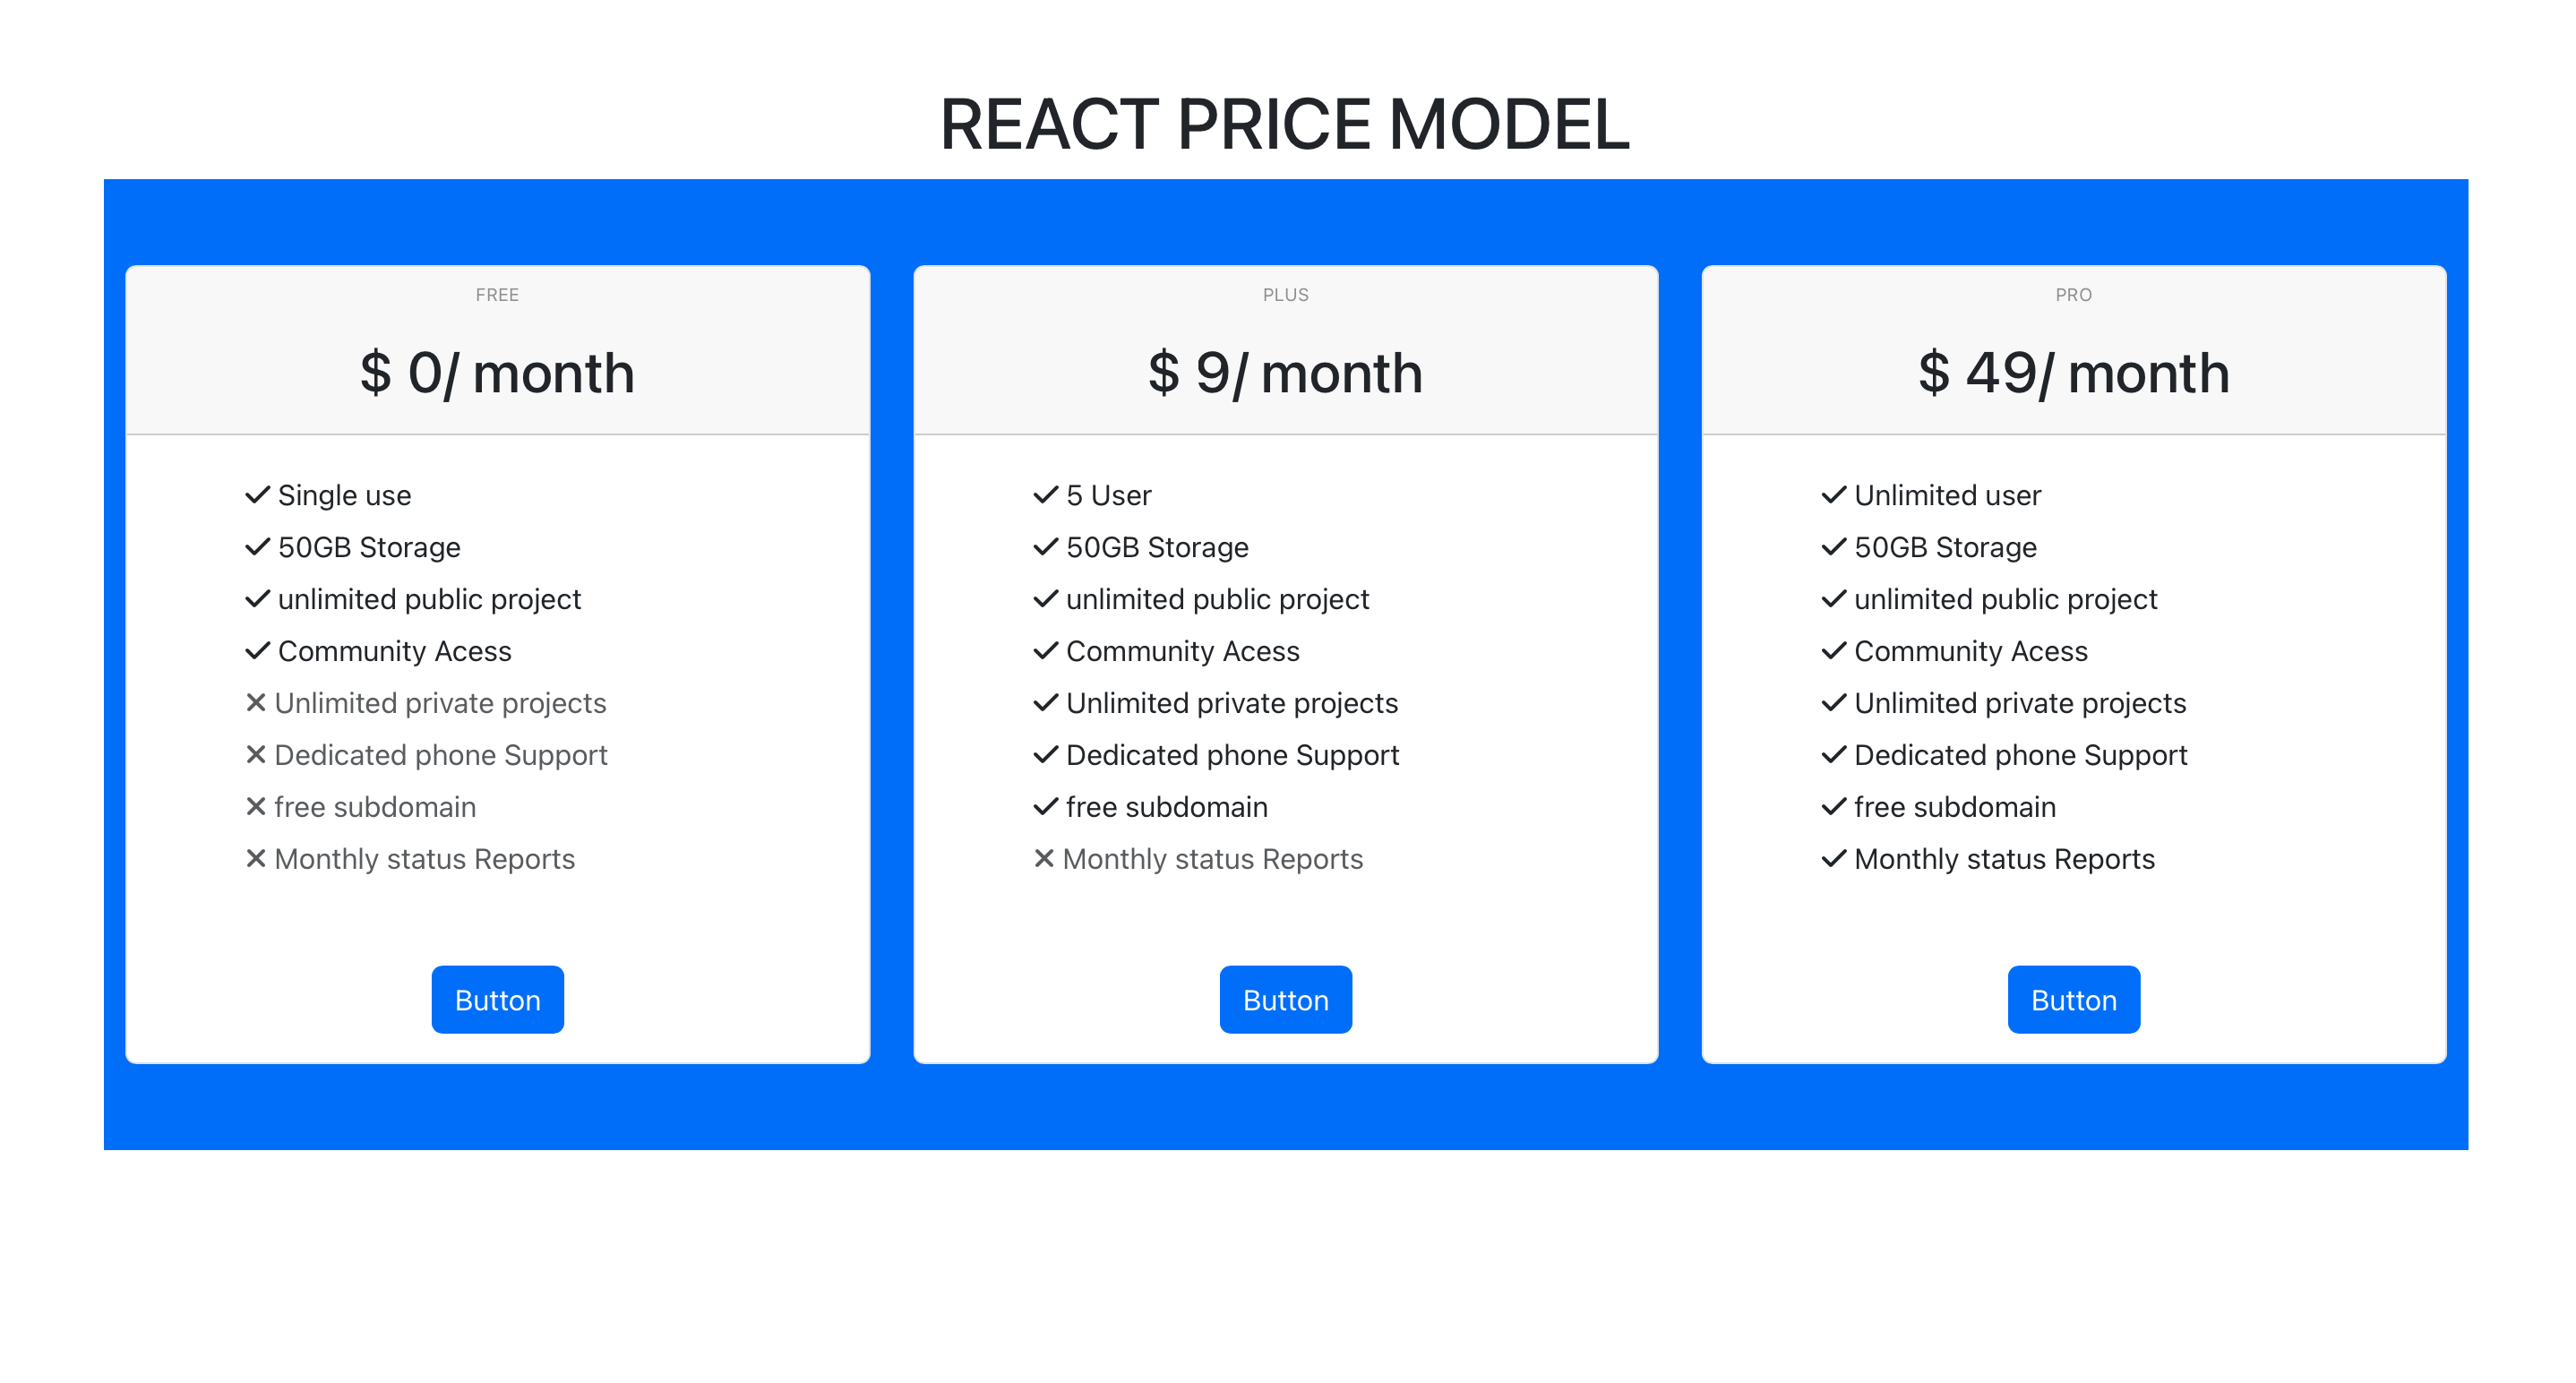 REACT PRICE MODEL
FREE
$ 0/ month
Single use
50GB Storage
unlimited public project
Community Acess
Unlimited private projects
Dedicated phone Support
free subdomain
Monthly status Reports
Button
PLUS
$ 9/ month
5 User
50GB Storage
unlimited public project
Community Acess
Unlimited private projects
Dedicated phone Support
free subdomain
Monthly status Reports
Button
PRO
$ 49/ month
Unlimited user
50GB Storage
unlimited public project
Community Acess
Unlimited private projects
Dedicated phone Support
free subdomain
Monthly status Reports
Button